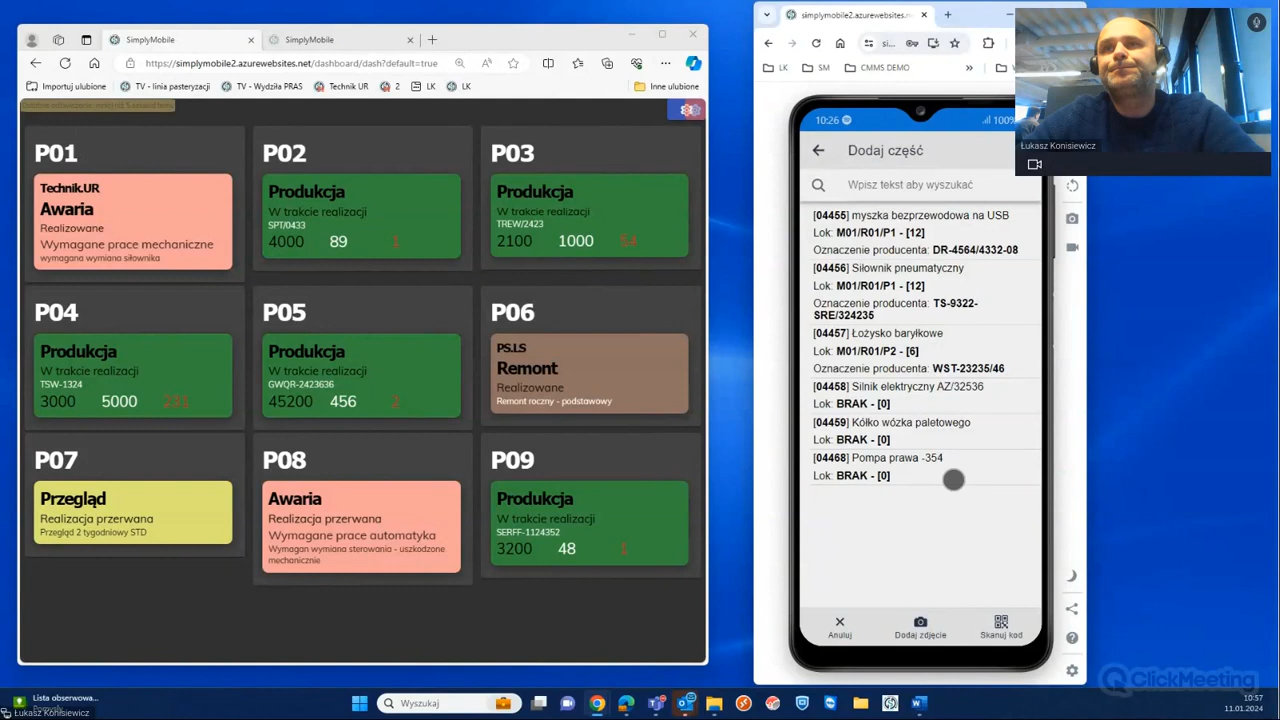 SimplyMobile
SimplyMobile
https://simplymobile2.azurewebsites.net/dashboard/dash?default=true
Importuj ulubione
TV - linia pasteryzacji
TV - Wydziła PRAS
Technik UR
2
LK
LK
Inne ulubione
P01
Technik.UR
Awaria
Realizowane
Wymagane prace mechaniczne
wymagana wymiana siłownika
P02
Produkcja
W trakcie realizacji
SPT/0433
4000 89 1
P03
Produkcja
W trakcie realizacji
TREW/2423
2100 1000 54
P04
Produkcja
W trakcie realizacji
TSW-1324
3000 5000 231
P05
Produkcja
W trakcie realizacji
GWQR-2423636
45200 456 2
P06
PS.LS
Remont
Realizowane
Remont roczny - podstawowy
P07
Przegląd
Realizacja przerwana
Przegląd 2 tygodniowy STD
P08
Awaria
Realizacja przerwana
Wymagane prace automatyka
Wymagan wymiana sterowania - uszkodzone
mechanicznie
P09
Produkcja
W trakcie realizacji
SERFF-1124352
3200 48 1
simplymobile2.azurewebsites.ne
si...
LK
SM
CMMS DEMO
10:26
100%
Dodaj część
Wpisz tekst aby wyszukać
[04455] myszka bezprzewodowa na USB
Lok: M01/R01/P1 - [12]
Oznaczenie producenta: DR-4564/4332-08
[04456] Siłownik pneumatyczny
Lok: M01/R01/P1 - [12]
Oznaczenie producenta: TS-9322-
SRE/324235
[04457] Łożysko baryłkowe
Lok: M01/R01/P2 - [6]
Oznaczenie producenta: WST-23235/46
[04458] Silnik elektryczny AZ/32536
Lok: BRAK - [0]
[04459] Kółko wózka paletowego
Lok: BRAK - [0]
[04468] Pompa prawa -354
Lok: BRAK - [0]
Anuluj
Dodaj zdjęcie
Skanuj kod
Łukasz Konisiewicz
ClickMeeting
Lista obserwowa...
Pomysły
Łukasz Konisiewicz
Wyszukaj
10:57
11.01.2024